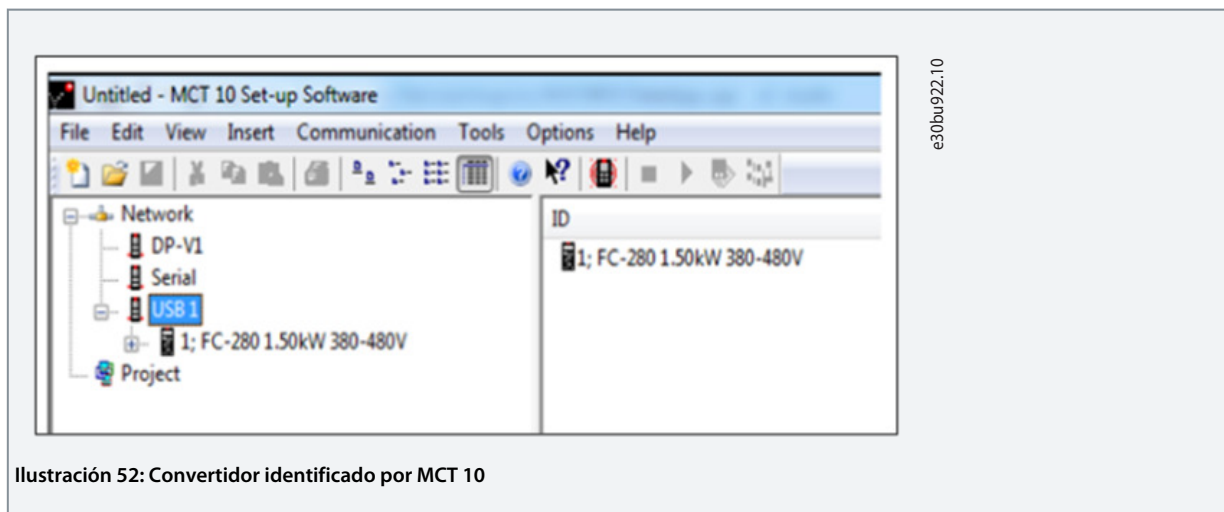 Untitled - MCT 10 Set-up Software
File Edit View Insert Communication Tools Options Help
Network
DP-V1
Serial
USB 1
1; FC-280 1.50kW 380-480V
Project
ID
1; FC-280 1.50kW 380-480V
e30bu922.10
Ilustración 52: Convertidor identificado por MCT 10